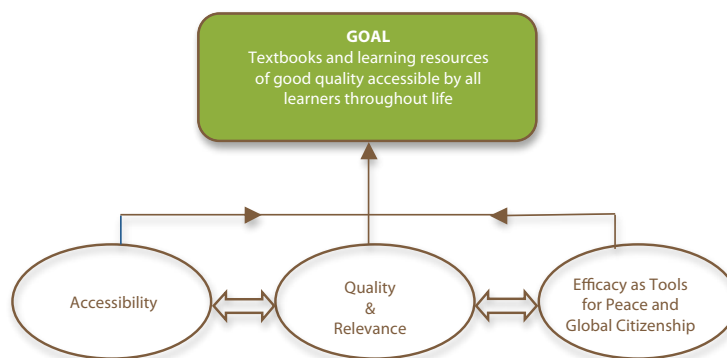 GOAL
Textbooks and learning resources
of good quality accessible by all
learners throughout life
Accessibility
Quality
&
Relevance
Efficacy as Tools
for Peace and
Global Citizenship